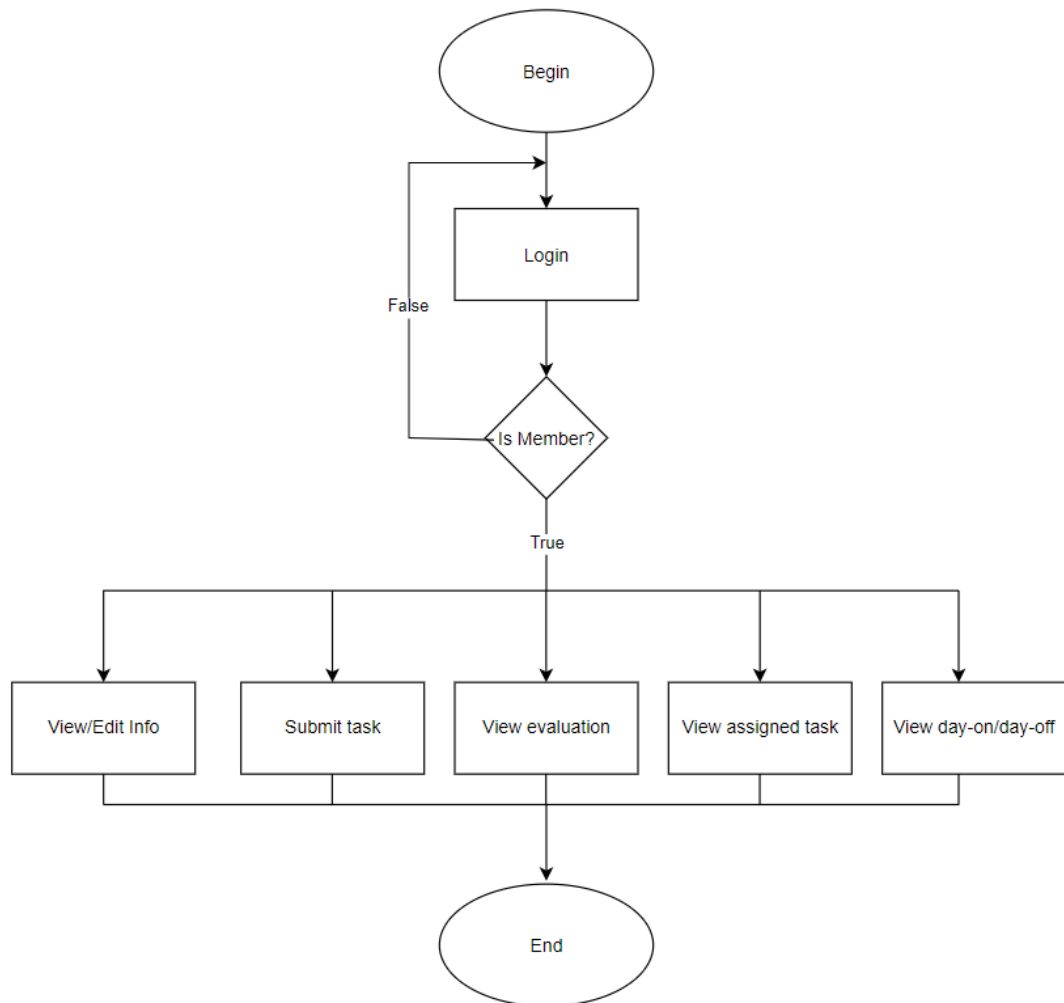 Begin
Login
False
Is Member?
True
View/Edit Info
Submit task
View evaluation
View assigned task
View day-on/day-off
End